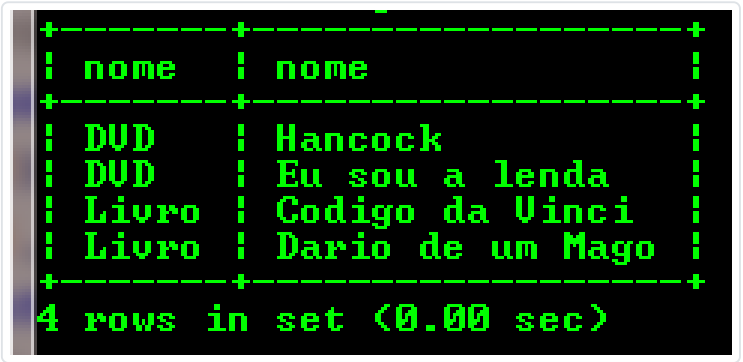 +-------+-------------------+
| nome | nome |
+-------+-------------------+
| DVD | Hancock |
| DVD | Eu sou a lenda |
| Livro | Codigo da Vinci |
| Livro | Dario de um Mago |
+-------+-------------------+
4 rows in set (0.00 sec)